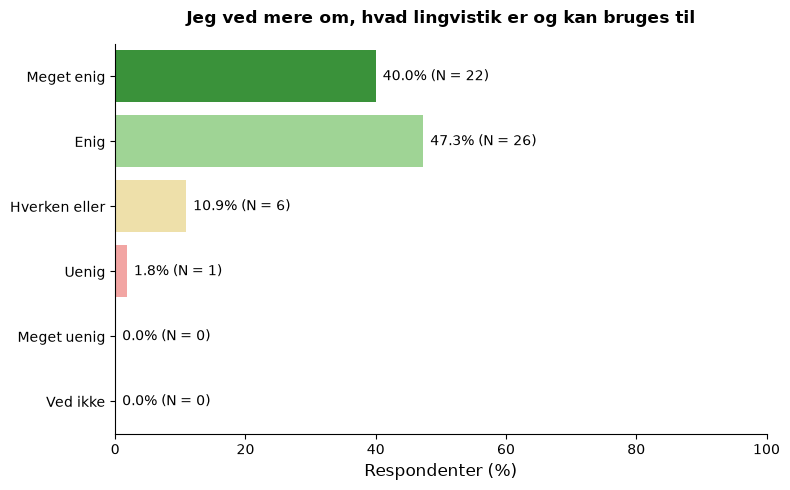 Jeg ved mere om, hvad lingvistik er og kan bruges til
Meget enig 40.0% (N = 22)
Enig 47.3% (N = 26)
Hverken eller 10.9% (N = 6)
Uenig 1.8% (N = 1)
Meget uenig 0.0% (N = 0)
Ved ikke 0.0% (N = 0)
0 20 40 60 80 100
Respondenter (%)